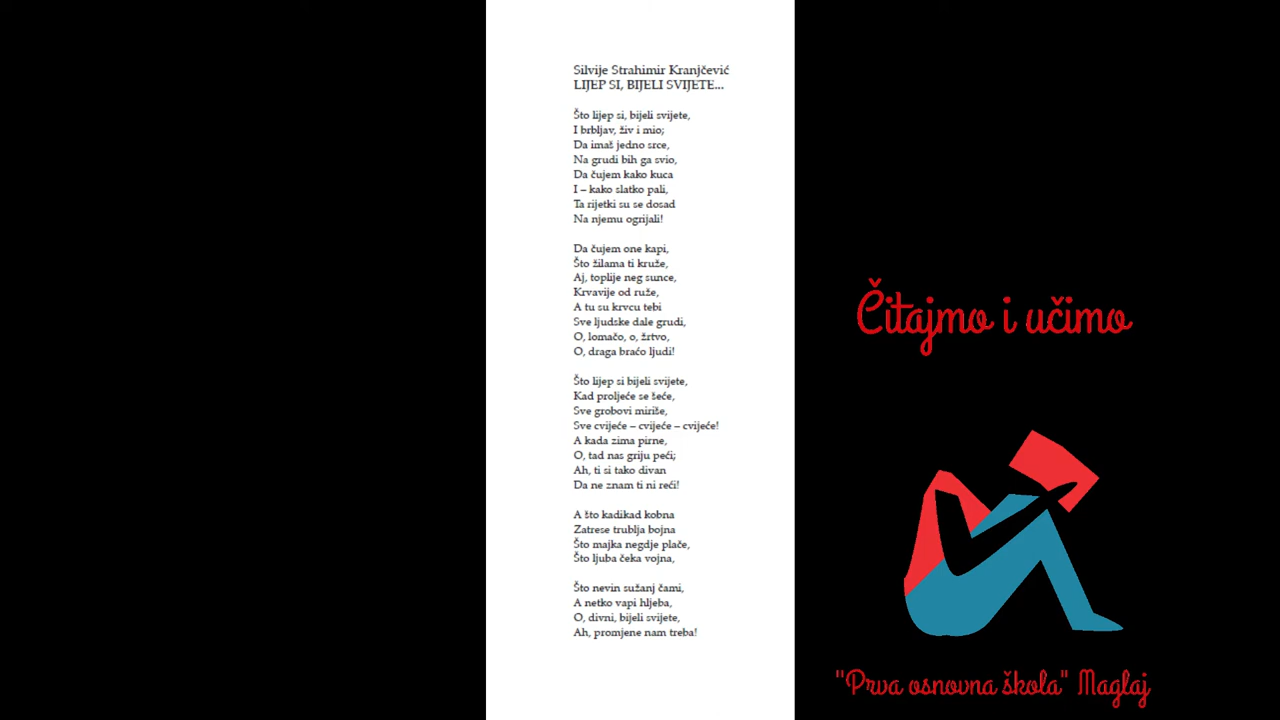 Silvije Strahimir Kranjčević
LIJEP SI, BIJELI SVIJETE...
Što lijep si, bijeli svijete,
I brbljav, živ i mio;
Da imaš jedno srce,
Na grudi bih ga svio,
Da čujem kako kuca
I – kako slatko pali,
Ta rijetki su se dosad
Na njemu ogrijali!
Da čujem one kapi,
Što žilama ti kruže,
Aj, toplije neg sunce,
Krvavije od ruže,
A tu su krvcu tebi
Sve ljudske dale grudi,
O, lomačo, o, žrtvo,
O, draga braćo ljudi!
Što lijep si bijeli svijete,
Kad proljeće se šeće,
Sve grobovi miriše,
Sve cvijeće – cvijeće – cvijeće!
A kada zima pirne,
O, tad nas griju peći;
Ah, ti si tako divan
Da ne znam ti ni reći!
A što kadikad kobna
Zatrese trublja bojna
Što majka negdje plače,
Što ljuba čeka vojna,
Što nevin sužanj čami,
A netko vapi hljeba,
O, divni, bijeli svijete,
Ah, promjene nam treba!
Čitajmo i učimo
"Prva osnovna škola" Maglaj